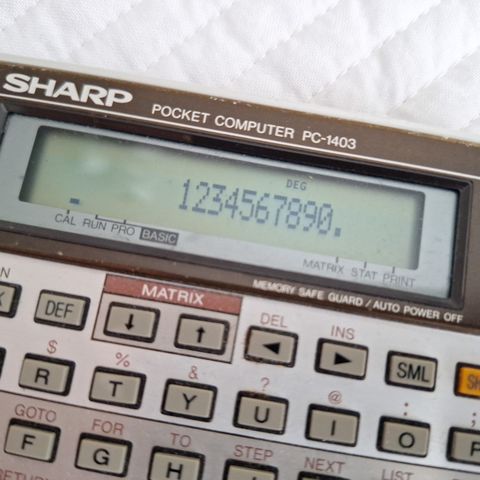 SHARP POCKET COMPUTER PC-1403
DEG
1234567890.
CAL RUN PRO BASIC MATRIX STAT PRINT
MEMORY SAFE GUARD / AUTO POWER OFF
MATRIX DEL INS
DEF ↓ ↑ ◄ ► SML
$ % & ? @ : ;
R T Y U I O P
GOTO FOR TO STEP NEXT LIST
F G H